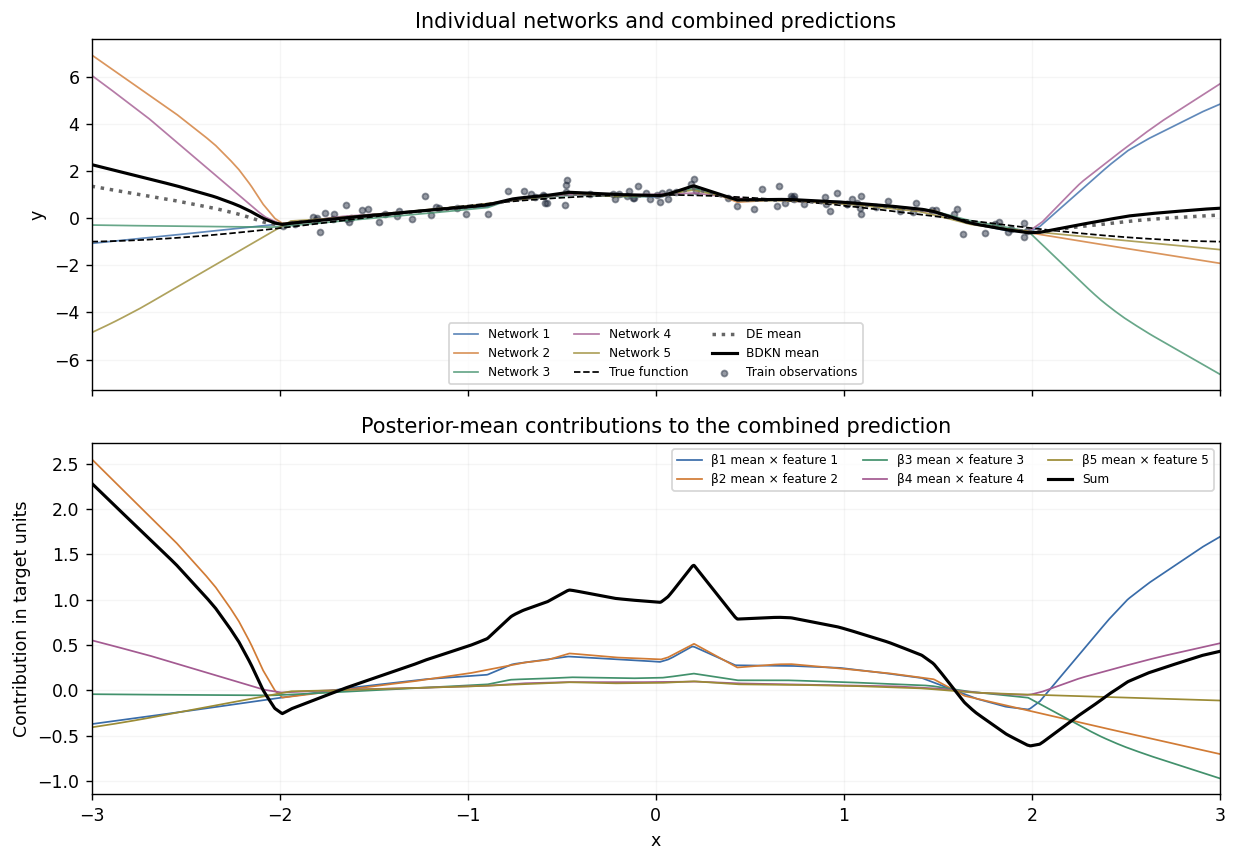 Individual networks and combined predictions
6
4
2
0
−2
−4
−6
y
Network 1
Network 2
Network 3
Network 4
Network 5
True function
DE mean
BDKN mean
Train observations
Posterior-mean contributions to the combined prediction
2.5
2.0
1.5
1.0
0.5
0.0
−0.5
−1.0
Contribution in target units
β1 mean × feature 1
β2 mean × feature 2
β3 mean × feature 3
β4 mean × feature 4
β5 mean × feature 5
Sum
−3
−2
−1
0
1
2
3
x